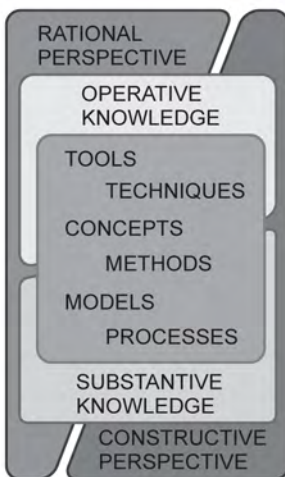 RATIONAL
PERSPECTIVE
OPERATIVE
KNOWLEDGE
TOOLS
TECHNIQUES
CONCEPTS
METHODS
MODELS
PROCESSES
SUBSTANTIVE
KNOWLEDGE
CONSTRUCTIVE
PERSPECTIVE